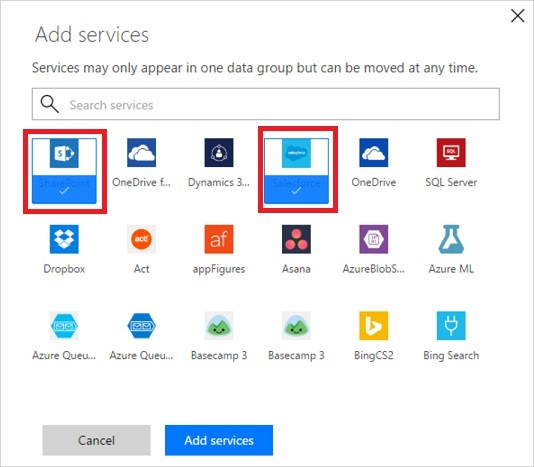 Add services
Services may only appear in one data group but can be moved at any time.
Search services
SharePoint OneDrive f... Dynamics 3... Salesforce OneDrive SQL Server
Dropbox Act appFigures Asana AzureBlobS... Azure ML
Azure Queu... Azure Queu... Basecamp 3 Basecamp 3 BingCS2 Bing Search
Cancel Add services